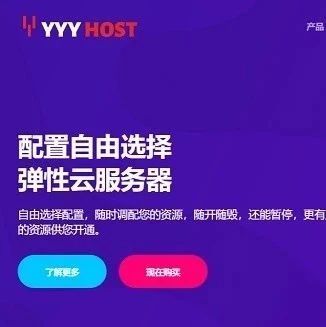 YYY HOST
产品
配置自由选择
弹性云服务器
自由选择配置，随时调配您的资源，随开随毁，还能暂停，更有
的资源供您开通。
了解更多
现在购买